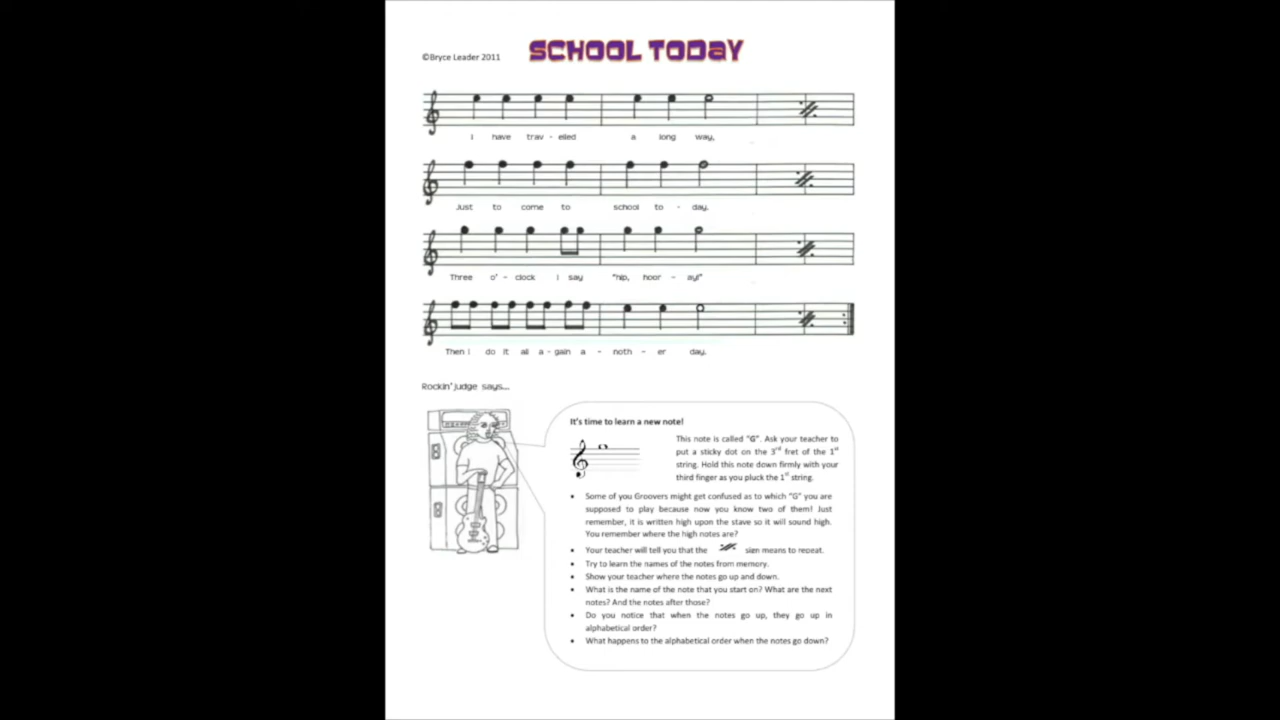 ©Bryce Leader 2011
SCHOOL TODAY
I have trav - elled a long way,
Just to come to school to - day.
Three o' - clock I say "hip, hoor - ay!"
Then I do it all a - gain a - noth - er day.
Rockin' judge says...
It's time to learn a new note!
This note is called "G". Ask your teacher to
put a sticky dot on the 3rd fret of the 1st
string. Hold this note down firmly with your
third finger as you pluck the 1st string.
• Some of you Groovers might get confused as to which "G" you are
supposed to play because now you know two of them! Just
remember, it is written high upon the stave so it will sound high.
You remember where the high notes are?
• Your teacher will tell you that the sign means to repeat.
• Try to learn the names of the notes from memory.
• Show your teacher where the notes go up and down.
• What is the name of the note that you start on? What are the next
notes? And the notes after those?
• Do you notice that when the notes go up, they go up in
alphabetical order?
• What happens to the alphabetical order when the notes go down?